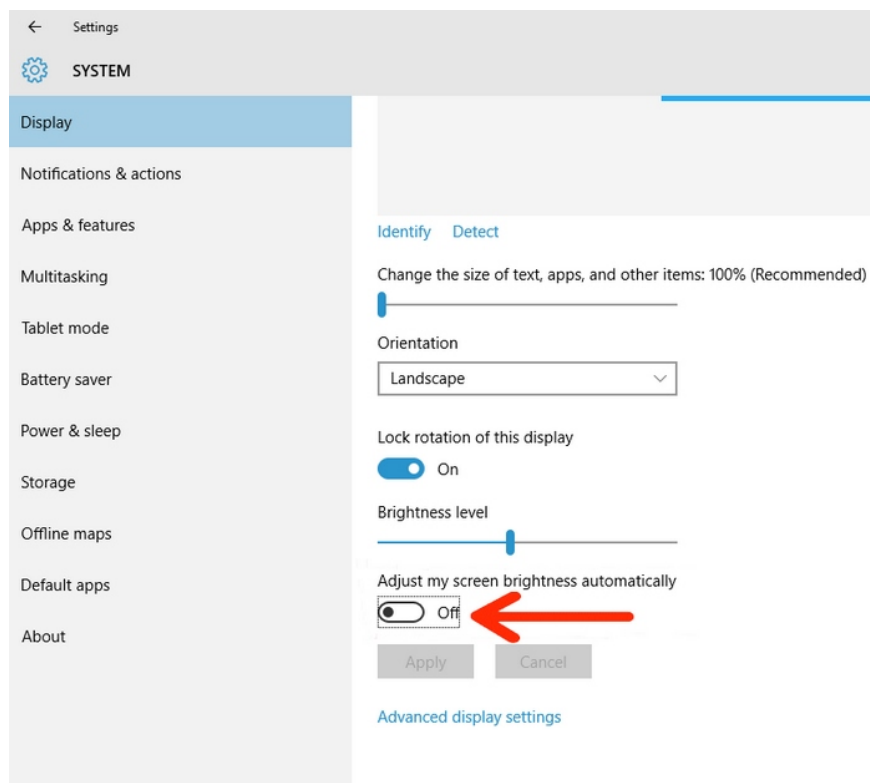 Settings
SYSTEM
Display
Notifications & actions
Apps & features
Multitasking
Tablet mode
Battery saver
Power & sleep
Storage
Offline maps
Default apps
About
Identify Detect
Change the size of text, apps, and other items: 100% (Recommended)
Orientation
Landscape
Lock rotation of this display
On
Brightness level
Adjust my screen brightness automatically
Off
Apply Cancel
Advanced display settings